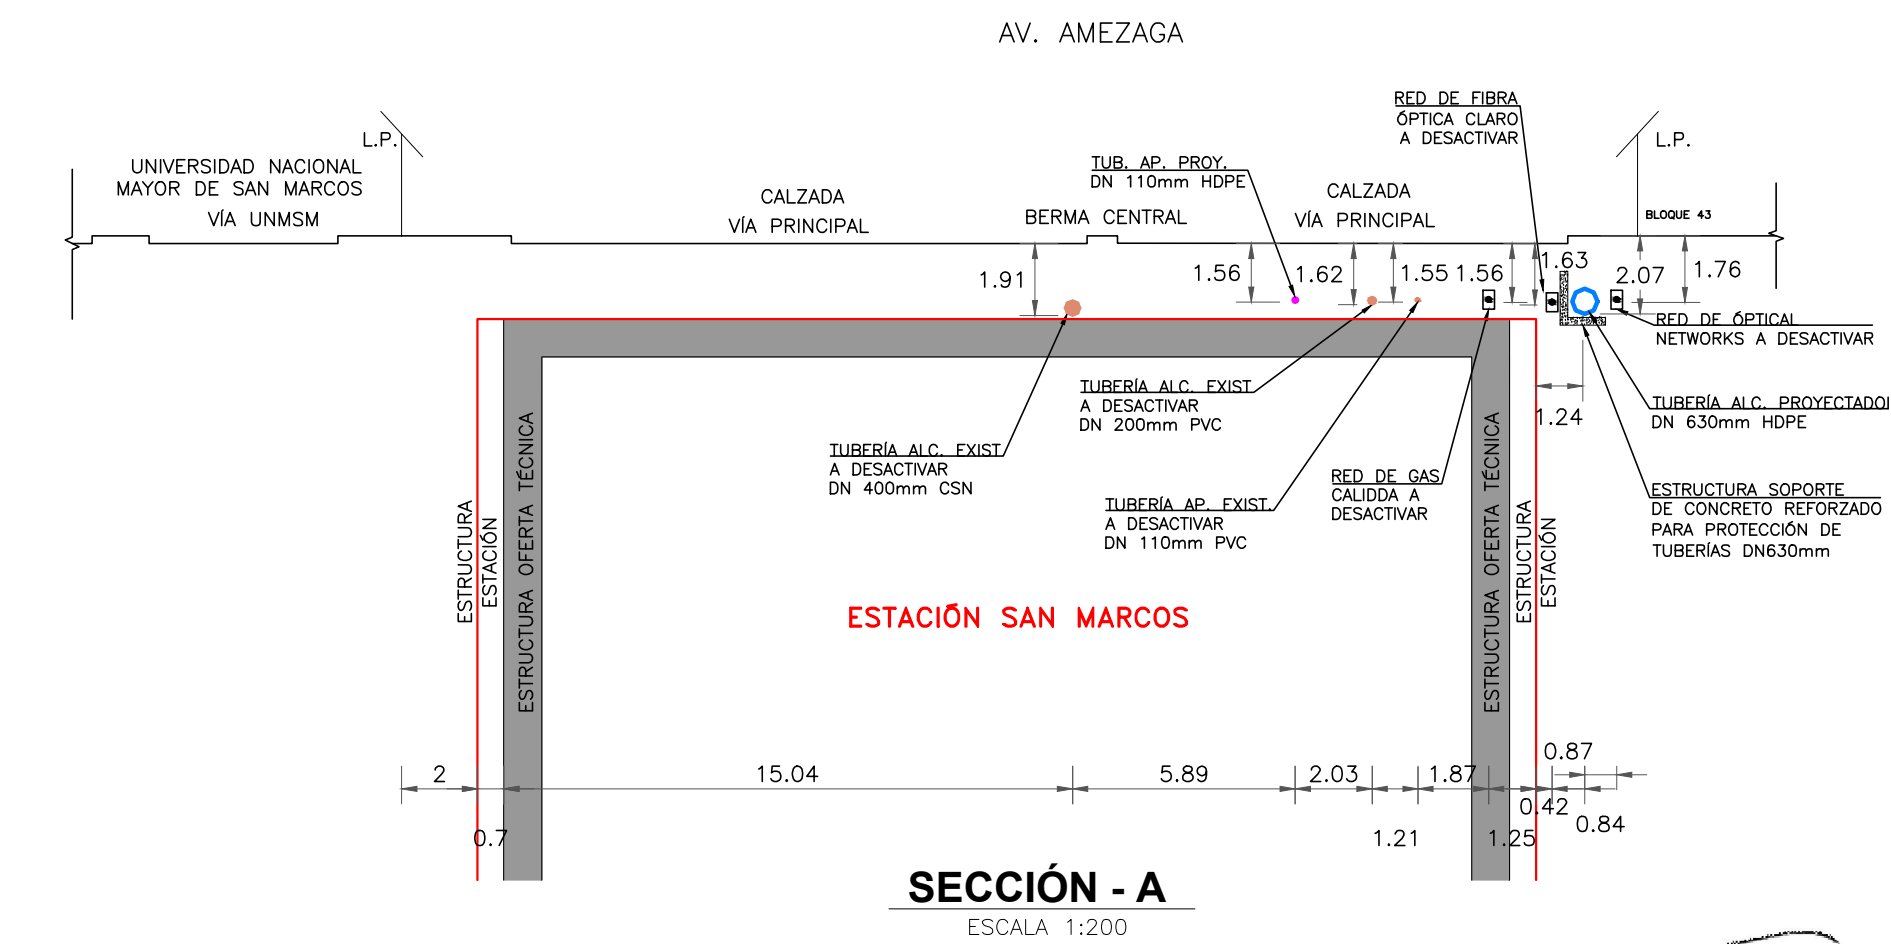 AV. AMEZAGA
RED DE FIBRA
ÓPTICA CLARO
A DESACTIVAR
L.P.
L.P.
UNIVERSIDAD NACIONAL
MAYOR DE SAN MARCOS
VÍA UNMSM
TUB. AP. PROY.
DN 110mm HDPE
CALZADA
VÍA PRINCIPAL
BERMA CENTRAL
CALZADA
VÍA PRINCIPAL
BLOQUE 43
1.91
1.56
1.62
1.55
1.56
1.63
2.07
1.76
RED DE ÓPTICAL
NETWORKS A DESACTIVAR
TUBERÍA ALC. EXIST
A DESACTIVAR
DN 200mm PVC
1.24
TUBERÍA ALC. PROYECTADO
DN 630mm HDPE
TUBERÍA ALC. EXIST
A DESACTIVAR
DN 400mm CSN
RED DE GAS
CALIDDA A
DESACTIVAR
TUBERÍA AP. EXIST.
A DESACTIVAR
DN 110mm PVC
ESTRUCTURA SOPORTE
DE CONCRETO REFORZADO
PARA PROTECCIÓN DE
TUBERÍAS DN630mm
ESTRUCTURA
ESTACIÓN
ESTRUCTURA OFERTA TÉCNICA
ESTRUCTURA OFERTA TÉCNICA
ESTRUCTURA
ESTACIÓN
ESTACIÓN SAN MARCOS
2
0.7
15.04
5.89
2.03
1.21
1.87
1.25
0.42
0.87
0.84
SECCIÓN - A
ESCALA 1:200